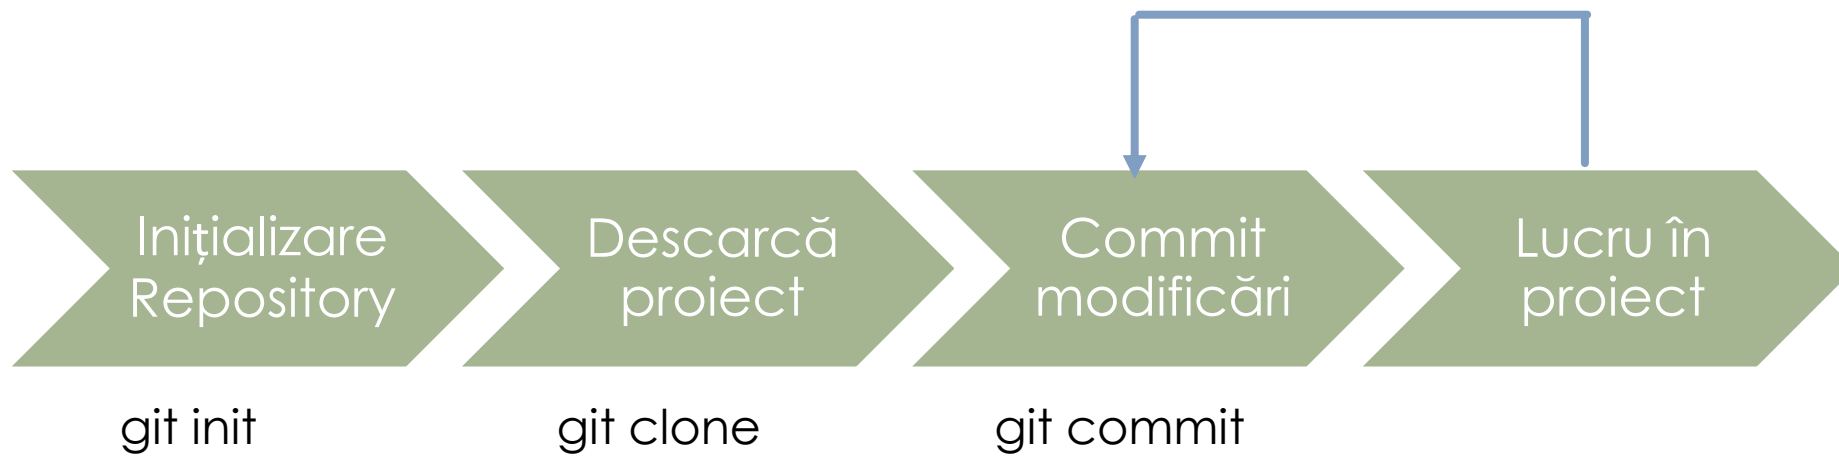 Inițializare
Repository
Descarcă
proiect
Commit
modificări
Lucru în
proiect
git init
git clone
git commit